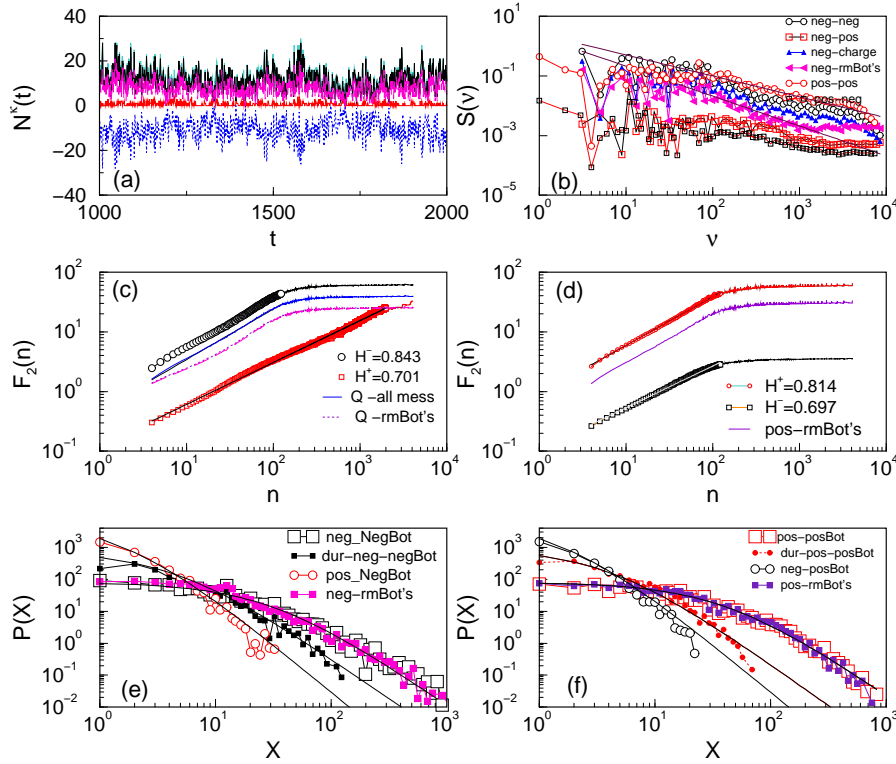 40
20
0
−20
−40
N^κ(t)
1000
1500
2000
t
(a)
10^1
10^-1
10^-3
10^-5
S(ν)
10^0
10^1
10^2
10^3
10^4
ν
(b)
neg−neg
neg−pos
neg−charge
neg−rmBot's
pos−pos
pos−neg
10^2
10^1
10^0
10^-1
F_2(n)
10^0
10^1
10^2
10^3
10^4
n
(c)
H^-=0.843
H^+=0.701
Q −all mess
Q −rmBot's
10^2
10^1
10^0
10^-1
F_2(n)
10^0
10^1
10^2
10^3
10^4
n
(d)
H^+=0.814
H^-=0.697
pos−rmBot's
10^3
10^2
10^1
10^0
10^-1
10^-2
P(X)
10^0
10^1
10^2
10^3
X
(e)
neg_NegBot
dur−neg−negBot
pos_NegBot
neg−rmBot's
10^3
10^2
10^1
10^0
10^-1
10^-2
P(X)
10^0
10^1
10^2
10^3
X
(f)
pos−posBot
dur−pos−posBot
neg−posBot
pos−rmBot's